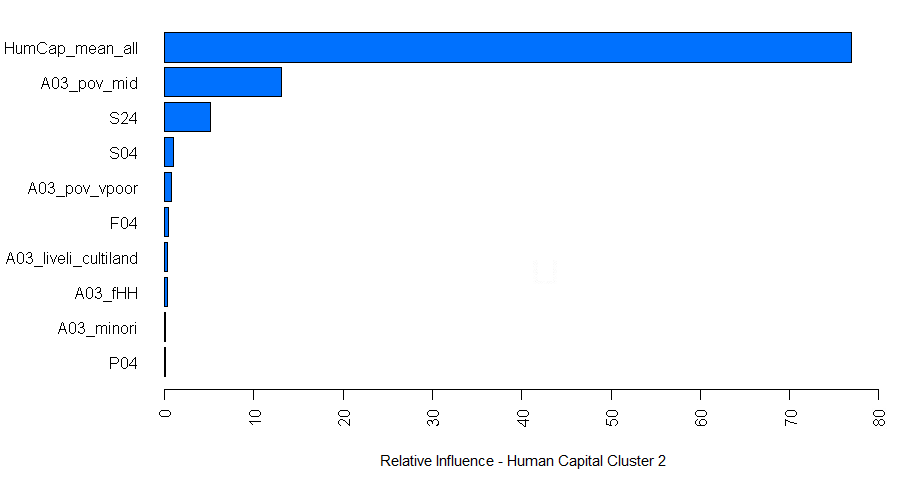 HumCap_mean_all
A03_pov_mid
S24
S04
A03_pov_vpoor
F04
A03_liveli_cultiland
A03_fHH
A03_minori
P04
0 10 20 30 40 50 60 70 80
Relative Influence - Human Capital Cluster 2